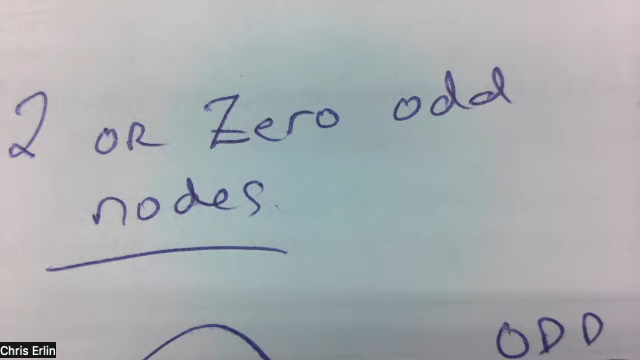 2 OR Zero odd
nodes.
ODD
Chris Erlin